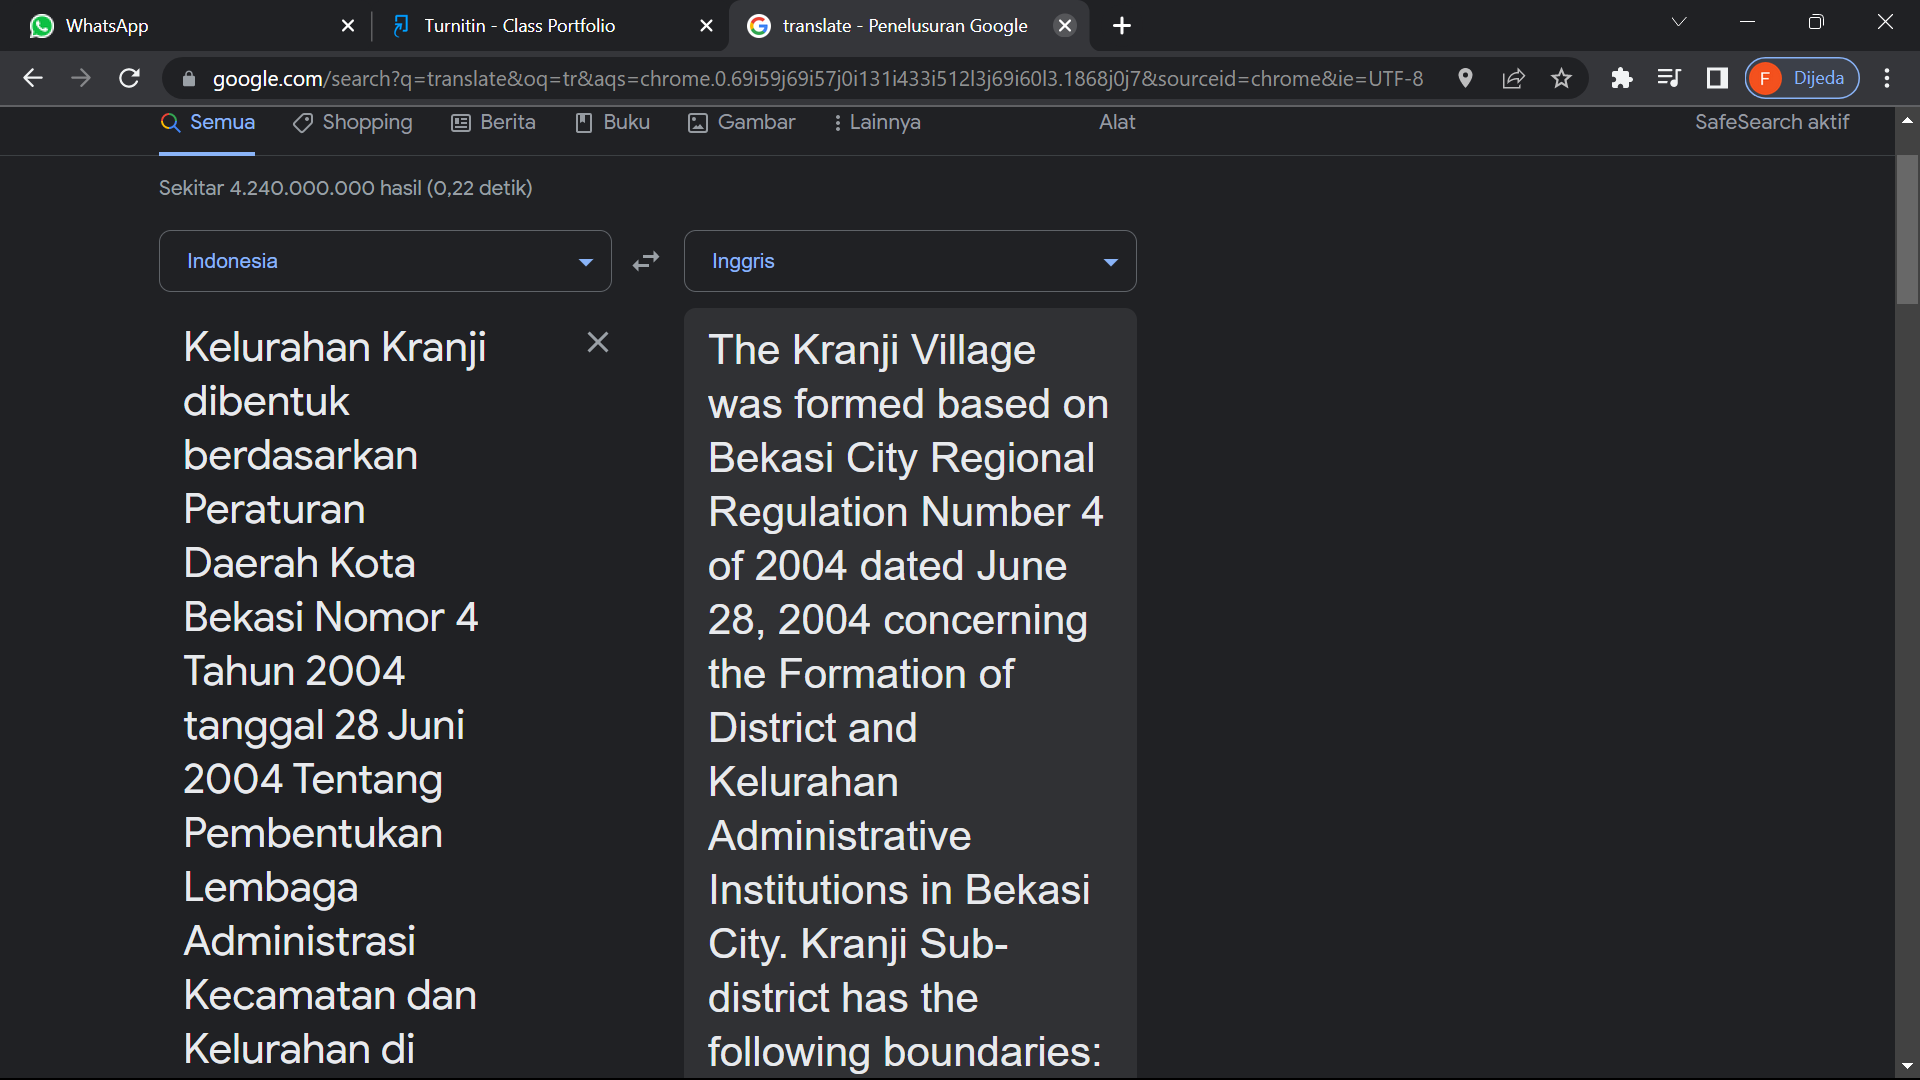 WhatsApp
Turnitin - Class Portfolio
translate - Penelusuran Google
google.com/search?q=translate&oq=tr&aqs=chrome.0.69i59j69i57j0i131i433i512l3j69i60l3.1868j0j7&sourceid=chrome&ie=UTF-8
F Dijeda
Semua Shopping Berita Buku Gambar Lainnya Alat SafeSearch aktif
Sekitar 4.240.000.000 hasil (0,22 detik)
Indonesia
Inggris
Kelurahan Kranji
dibentuk
berdasarkan
Peraturan
Daerah Kota
Bekasi Nomor 4
Tahun 2004
tanggal 28 Juni
2004 Tentang
Pembentukan
Lembaga
Administrasi
Kecamatan dan
Kelurahan di
The Kranji Village
was formed based on
Bekasi City Regional
Regulation Number 4
of 2004 dated June
28, 2004 concerning
the Formation of
District and
Kelurahan
Administrative
Institutions in Bekasi
City. Kranji Sub-
district has the
following boundaries: